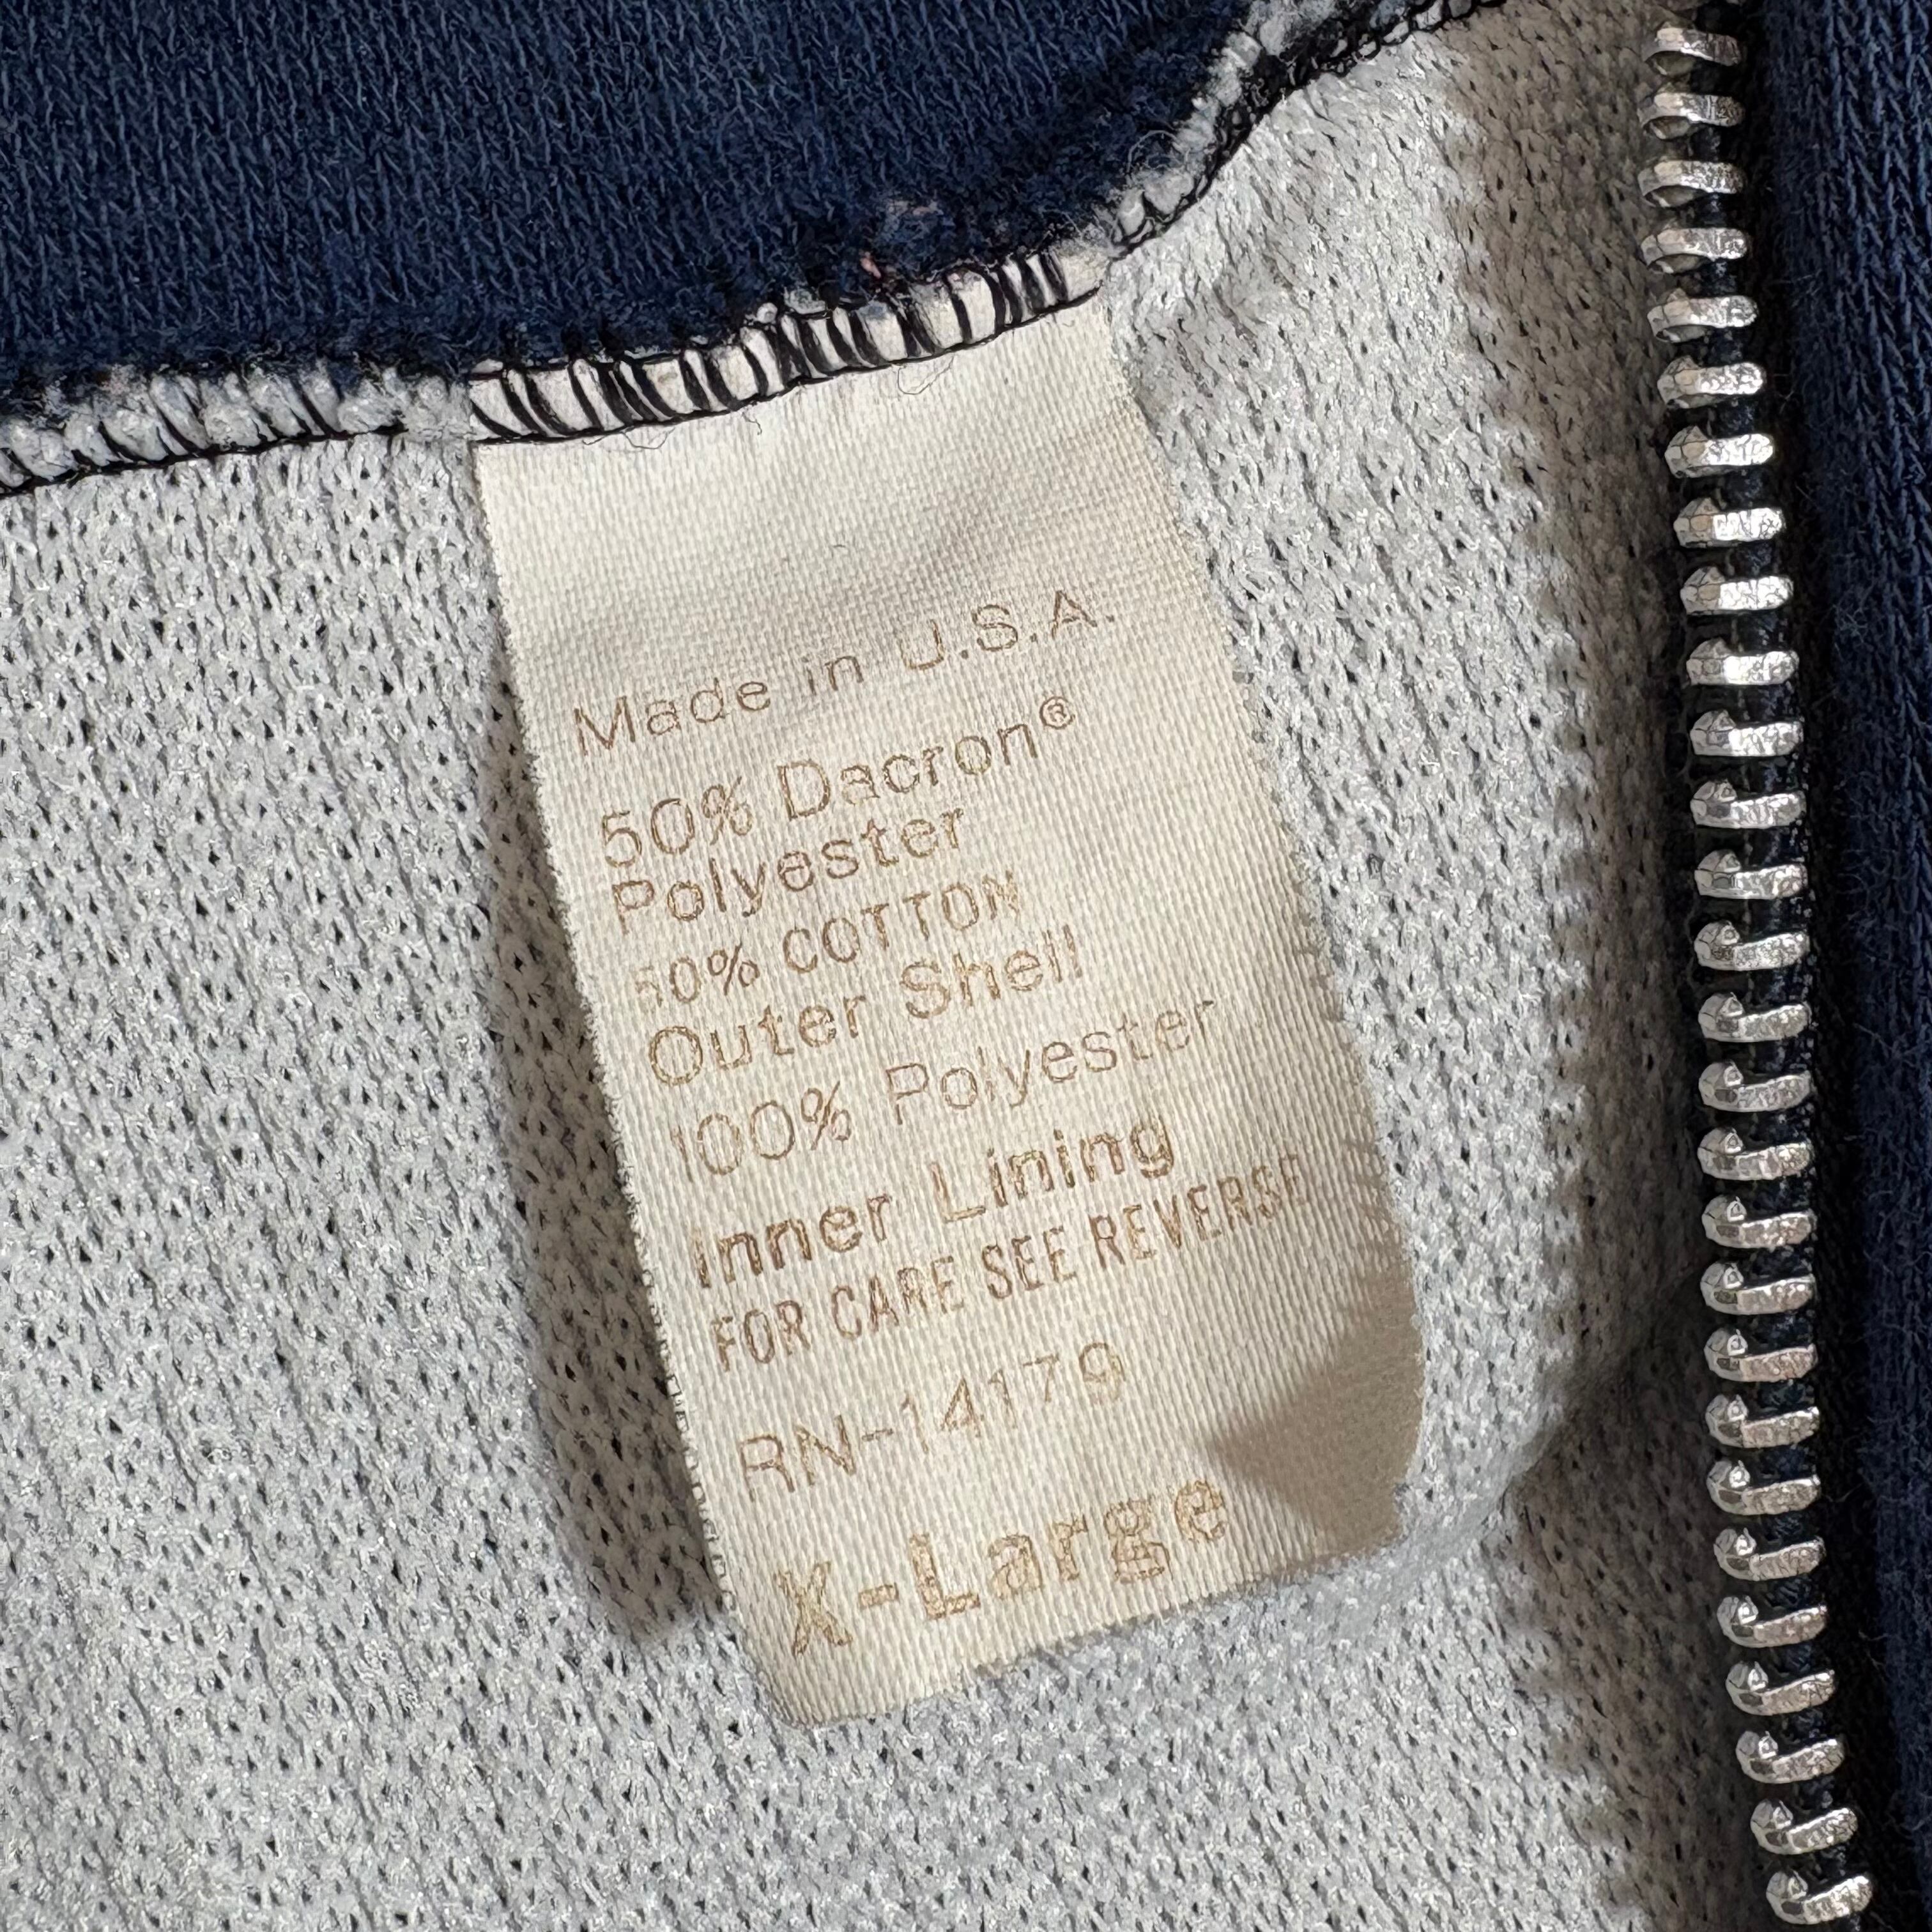 Made in U.S.A.
50% Dacron®
Polyester
50% COTTON
Outer Shell
100% Polyester
Inner Lining
FOR CARE SEE REVERSE
RN-14179
X-Large